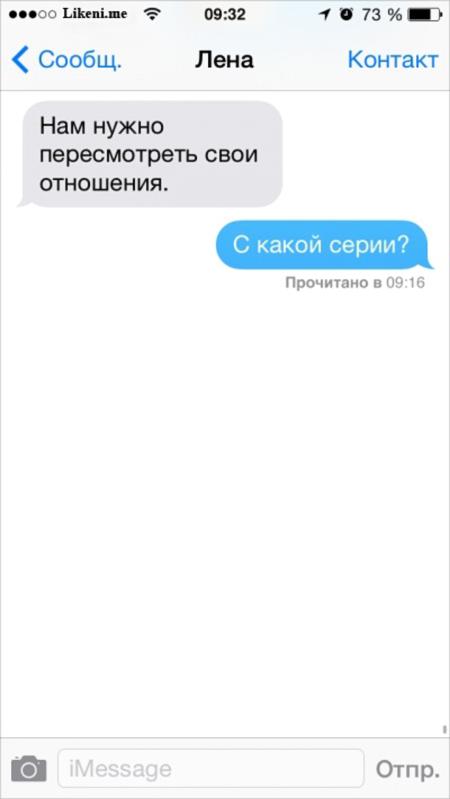 Likeni.me 09:32 73 %
Сообщ. Лена Контакт
Нам нужно
пересмотреть свои
отношения.
С какой серии?
Прочитано в 09:16
iMessage Отпр.